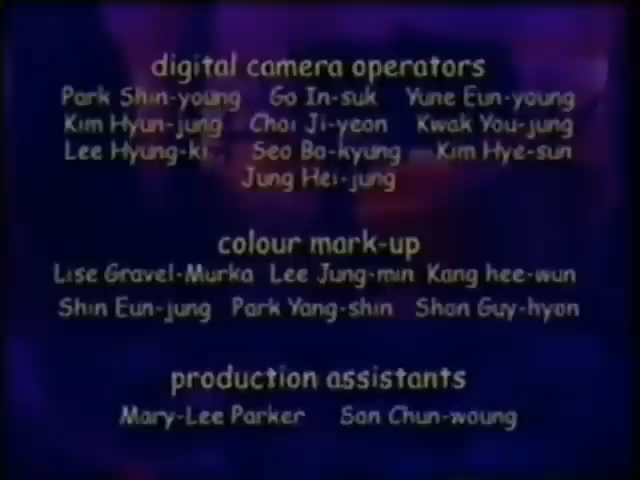 digital camera operators
Park Shin-young Go In-suk Yune Eun-young
Kim Hyun-jung Choi Ji-yeon Kwak You-jung
Lee Hyung-ki Seo Bo-kyung Kim Hye-sun
Jung Hei-jung
colour mark-up
Lise Gravel-Murka Lee Jung-min Kang hee-wun
Shin Eun-jung Park Yang-shin Shon Guy-hyon
production assistants
Mary-Lee Parker Son Chun-woung